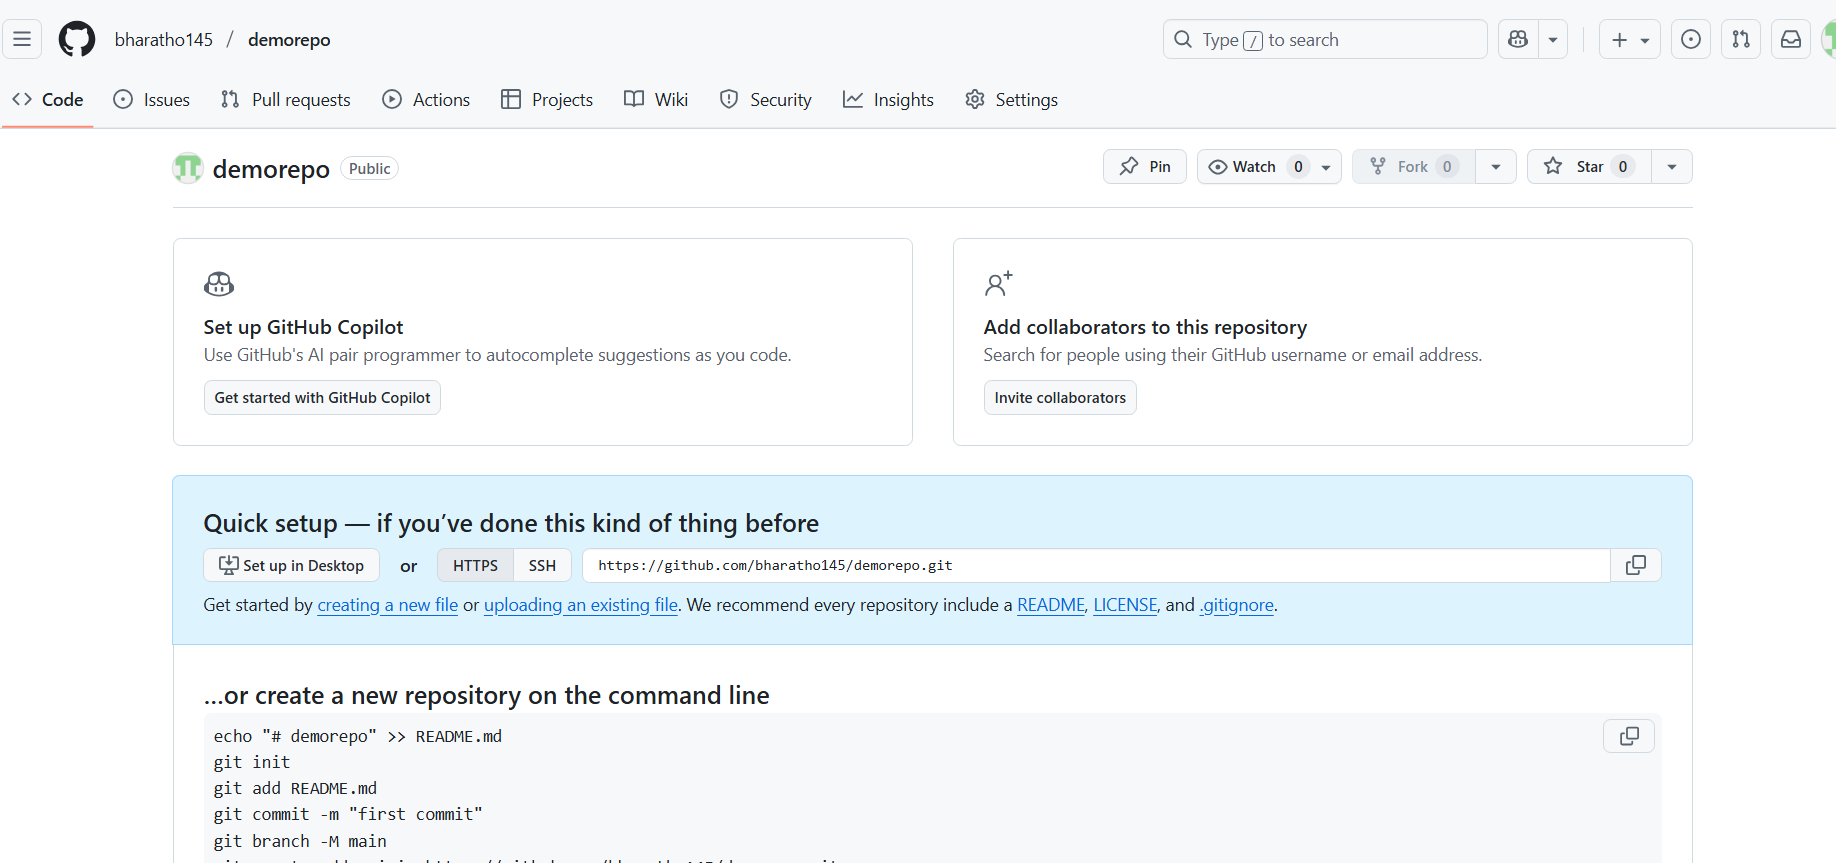 bharatho145 / demorepo
Type / to search
Code Issues Pull requests Actions Projects Wiki Security Insights Settings
demorepo Public
Pin Watch 0 Fork 0 Star 0
Set up GitHub Copilot
Use GitHub's AI pair programmer to autocomplete suggestions as you code.
Get started with GitHub Copilot
Add collaborators to this repository
Search for people using their GitHub username or email address.
Invite collaborators
Quick setup — if you’ve done this kind of thing before
Set up in Desktop or HTTPS SSH https://github.com/bharatho145/demorepo.git
Get started by creating a new file or uploading an existing file. We recommend every repository include a README, LICENSE, and .gitignore.
…or create a new repository on the command line
echo "# demorepo" >> README.md
git init
git add README.md
git commit -m "first commit"
git branch -M main